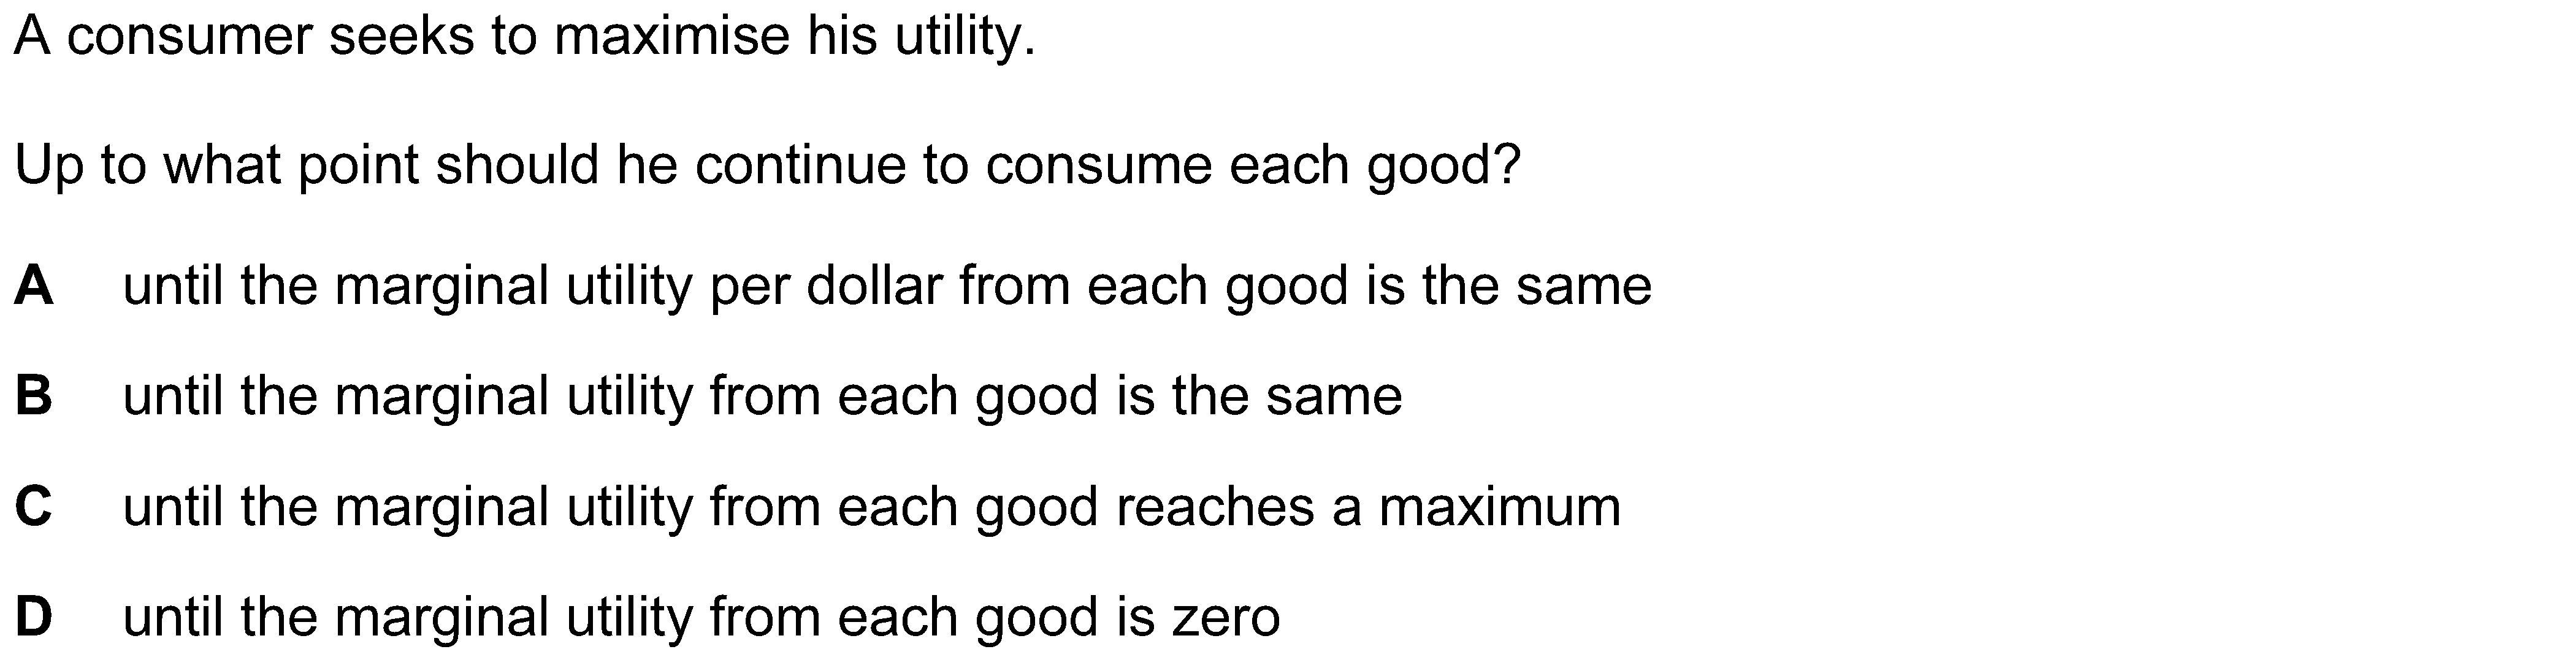 A consumer seeks to maximise his utility.
Up to what point should he continue to consume each good?
A until the marginal utility per dollar from each good is the same
B until the marginal utility from each good is the same
C until the marginal utility from each good reaches a maximum
D until the marginal utility from each good is zero